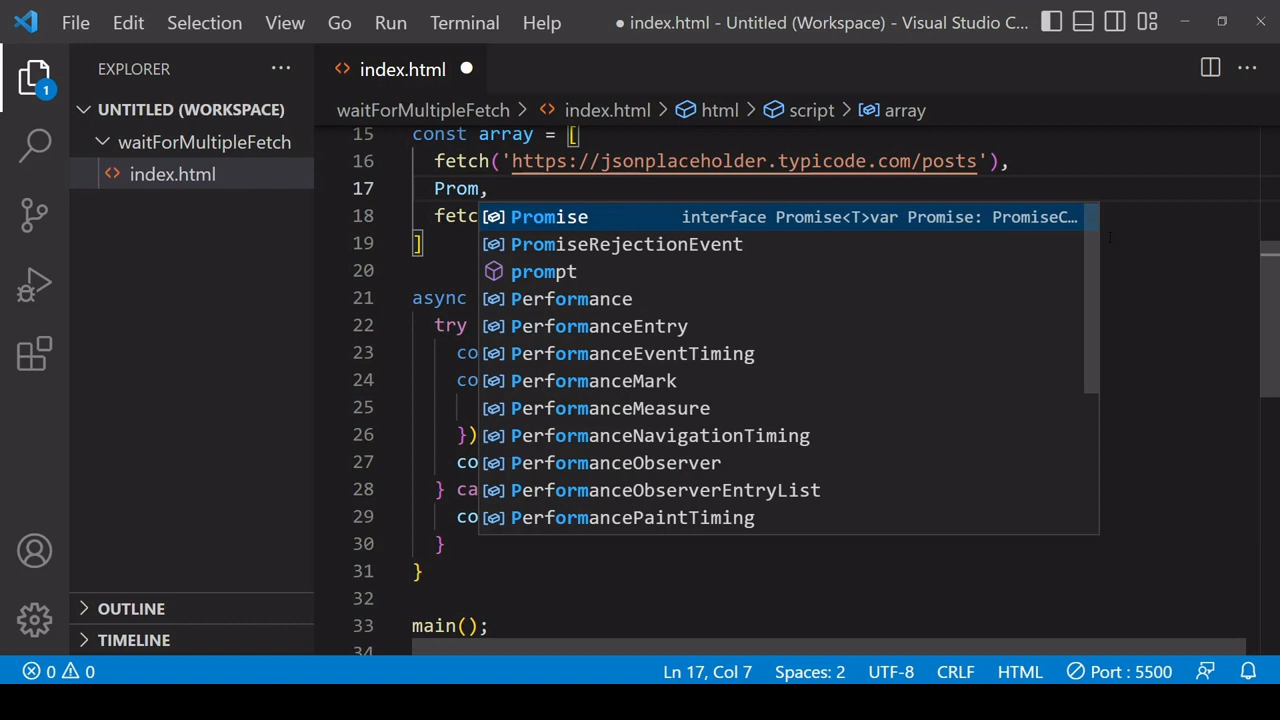 File Edit Selection View Go Run Terminal Help ● index.html - Untitled (Workspace) - Visual Studio C...
EXPLORER ···
index.html ●
···
1
UNTITLED (WORKSPACE)
waitForMultipleFetch
index.html
waitForMultipleFetch > index.html > html > script > array
15 const array = [
16 fetch('https://jsonplaceholder.typicode.com/posts'),
17 Prom,
18 fetc
19 ]
20
21 async
22 try
23 co
24 co
25
26 })
27 co
28 } ca
29 co
30 }
31 }
32
33 main();
34
Promise interface Promise<T>var Promise: PromiseC…
PromiseRejectionEvent
prompt
Performance
PerformanceEntry
PerformanceEventTiming
PerformanceMark
PerformanceMeasure
PerformanceNavigationTiming
PerformanceObserver
PerformanceObserverEntryList
PerformancePaintTiming
OUTLINE
TIMELINE
0 0 Ln 17, Col 7 Spaces: 2 UTF-8 CRLF HTML Port : 5500